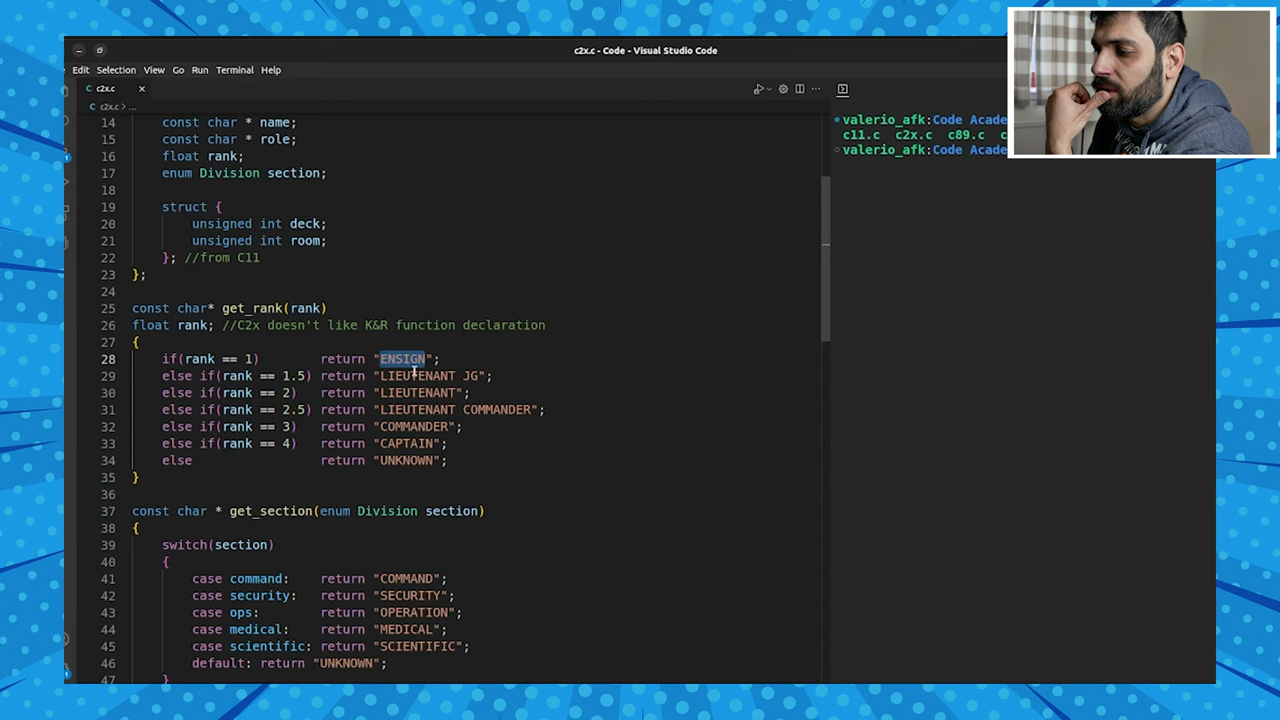 c2x.c - Code - Visual Studio Code
Edit Selection View Go Run Terminal Help
c2x.c
c2x.c > ...
14 const char * name;
15 const char * role;
16 float rank;
17 enum Division section;
18
19 struct {
20 unsigned int deck;
21 unsigned int room;
22 }; //from C11
23 };
24
25 const char* get_rank(rank)
26 float rank; //C2x doesn't like K&R function declaration
27 {
28 if(rank == 1) return "ENSIGN";
29 else if(rank == 1.5) return "LIEUTENANT JG";
30 else if(rank == 2) return "LIEUTENANT";
31 else if(rank == 2.5) return "LIEUTENANT COMMANDER";
32 else if(rank == 3) return "COMMANDER";
33 else if(rank == 4) return "CAPTAIN";
34 else return "UNKNOWN";
35 }
36
37 const char * get_section(enum Division section)
38 {
39 switch(section)
40 {
41 case command: return "COMMAND";
42 case security: return "SECURITY";
43 case ops: return "OPERATION";
44 case medical: return "MEDICAL";
45 case scientific: return "SCIENTIFIC";
46 default: return "UNKNOWN";
47 }
valerio_afk:Code Acade
c11.c c2x.c c89.c c
valerio_afk:Code Acade